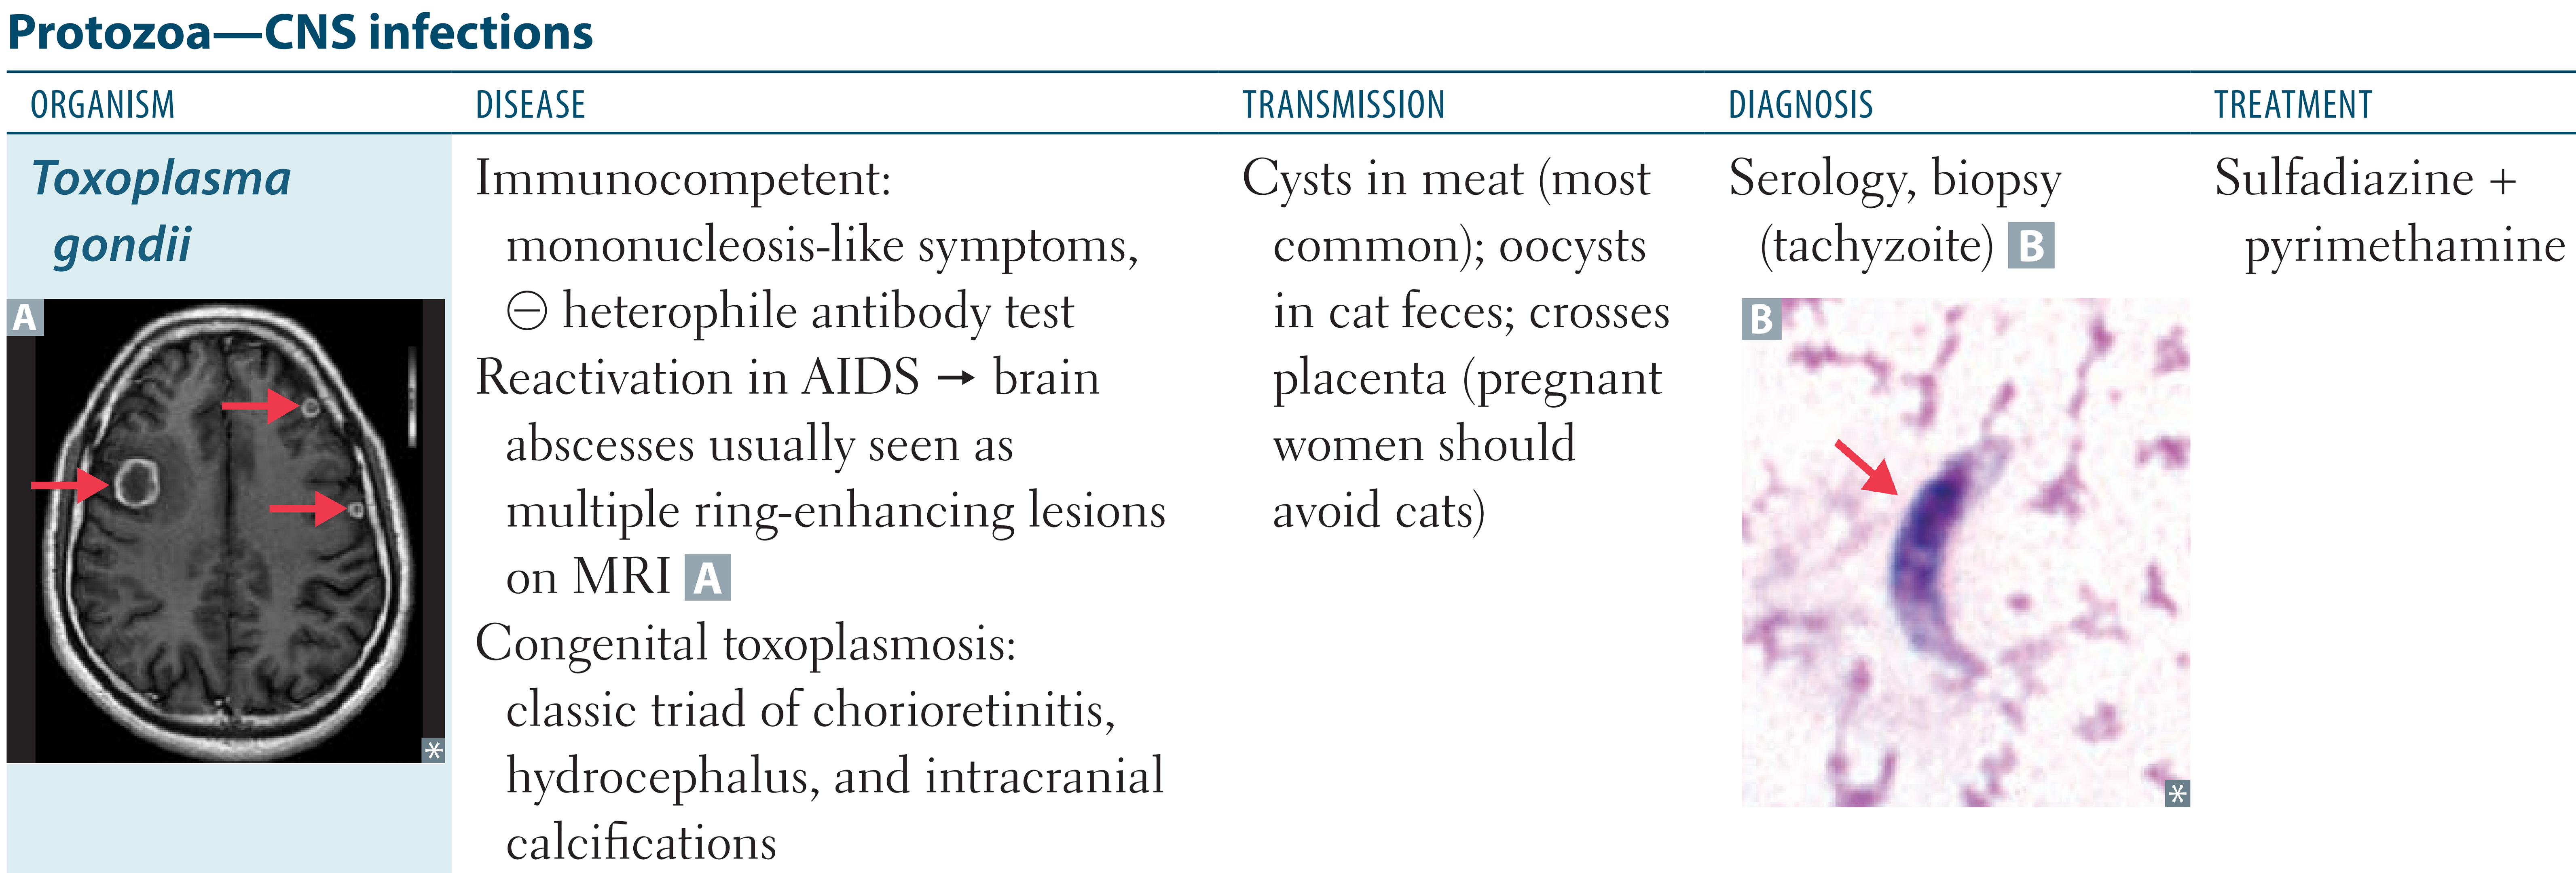 Protozoa—CNS infections
ORGANISM DISEASE TRANSMISSION DIAGNOSIS TREATMENT
Toxoplasma
gondii
A
*
Immunocompetent:
mononucleosis-like symptoms,
⊖ heterophile antibody test
Reactivation in AIDS → brain
abscesses usually seen as
multiple ring-enhancing lesions
on MRI A
Congenital toxoplasmosis:
classic triad of chorioretinitis,
hydrocephalus, and intracranial
calcifications
Cysts in meat (most
common); oocysts
in cat feces; crosses
placenta (pregnant
women should
avoid cats)
Serology, biopsy
(tachyzoite) B
B
*
Sulfadiazine +
pyrimethamine